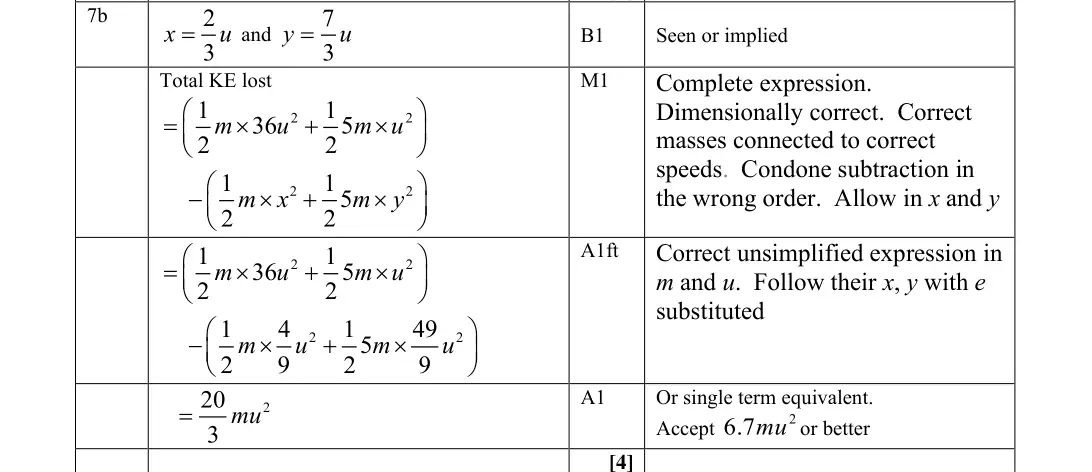 7b
x = 2/3 u and y = 7/3 u
B1
Seen or implied
Total KE lost
= (1/2 m × 36u² + 1/2 5m × u²)
− (1/2 m × x² + 1/2 5m × y²)
M1
Complete expression.
Dimensionally correct. Correct
masses connected to correct
speeds. Condone subtraction in
the wrong order. Allow in x and y
= (1/2 m × 36u² + 1/2 5m × u²)
− (1/2 m × 4/9 u² + 1/2 5m × 49/9 u²)
A1ft
Correct unsimplified expression in
m and u. Follow their x, y with e
substituted
= 20/3 mu²
A1
Or single term equivalent.
Accept 6.7mu² or better
[4]